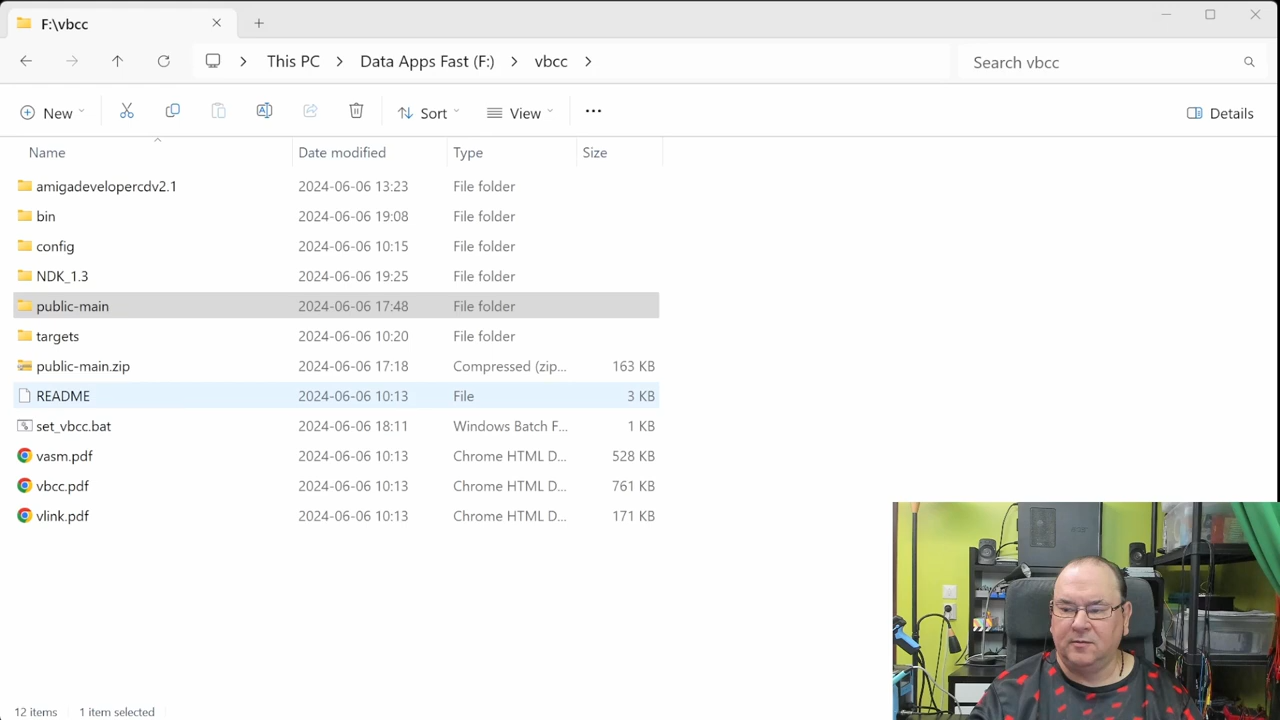 F:\vbcc
This PC > Data Apps Fast (F:) > vbcc >
Search vbcc
New
Sort
View
Details
Name Date modified Type Size
amigadevelopercdv2.1 2024-06-06 13:23 File folder
bin 2024-06-06 19:08 File folder
config 2024-06-06 10:15 File folder
NDK_1.3 2024-06-06 19:25 File folder
public-main 2024-06-06 17:48 File folder
targets 2024-06-06 10:20 File folder
public-main.zip 2024-06-06 17:18 Compressed (zip... 163 KB
README 2024-06-06 10:13 File 3 KB
set_vbcc.bat 2024-06-06 18:11 Windows Batch F... 1 KB
vasm.pdf 2024-06-06 10:13 Chrome HTML D... 528 KB
vbcc.pdf 2024-06-06 10:13 Chrome HTML D... 761 KB
vlink.pdf 2024-06-06 10:13 Chrome HTML D... 171 KB
12 items 1 item selected